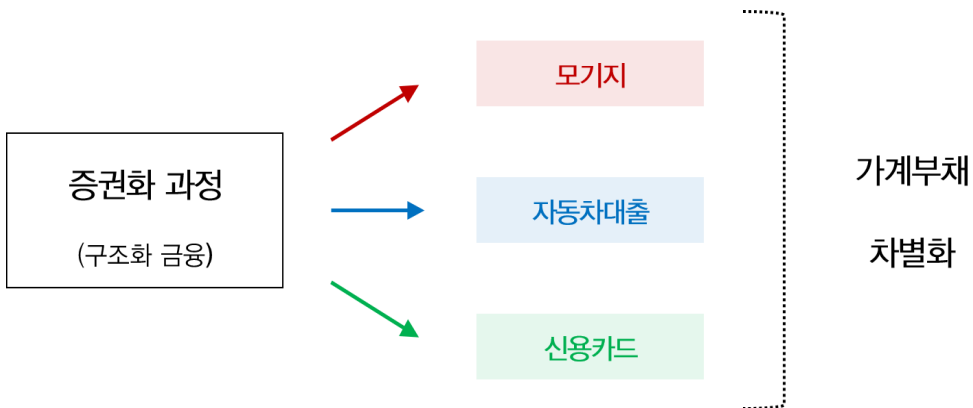 증권화 과정
(구조화 금융)
모기지
자동차대출
신용카드
가계부채
차별화